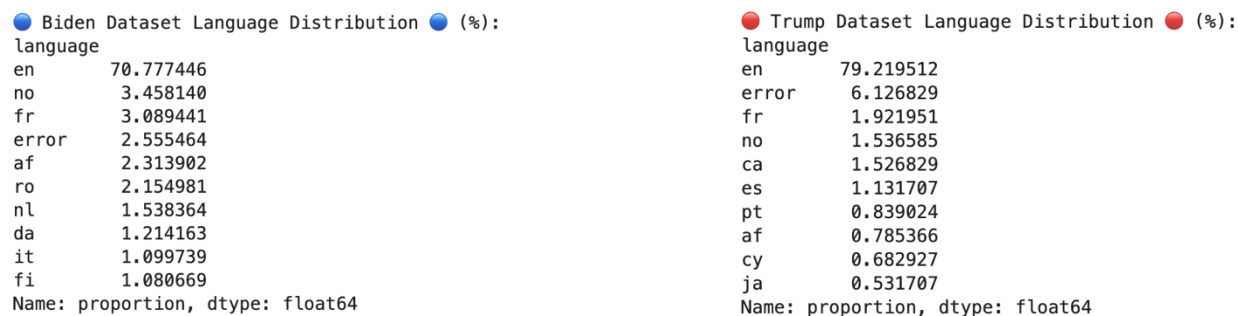 🔵 Biden Dataset Language Distribution 🔵 (%):
language
en 70.777446
no 3.458140
fr 3.089441
error 2.555464
af 2.313902
ro 2.154981
nl 1.538364
da 1.214163
it 1.099739
fi 1.080669
Name: proportion, dtype: float64
🔴 Trump Dataset Language Distribution 🔴 (%):
language
en 79.219512
error 6.126829
fr 1.921951
no 1.536585
ca 1.526829
es 1.131707
pt 0.839024
af 0.785366
cy 0.682927
ja 0.531707
Name: proportion, dtype: float64